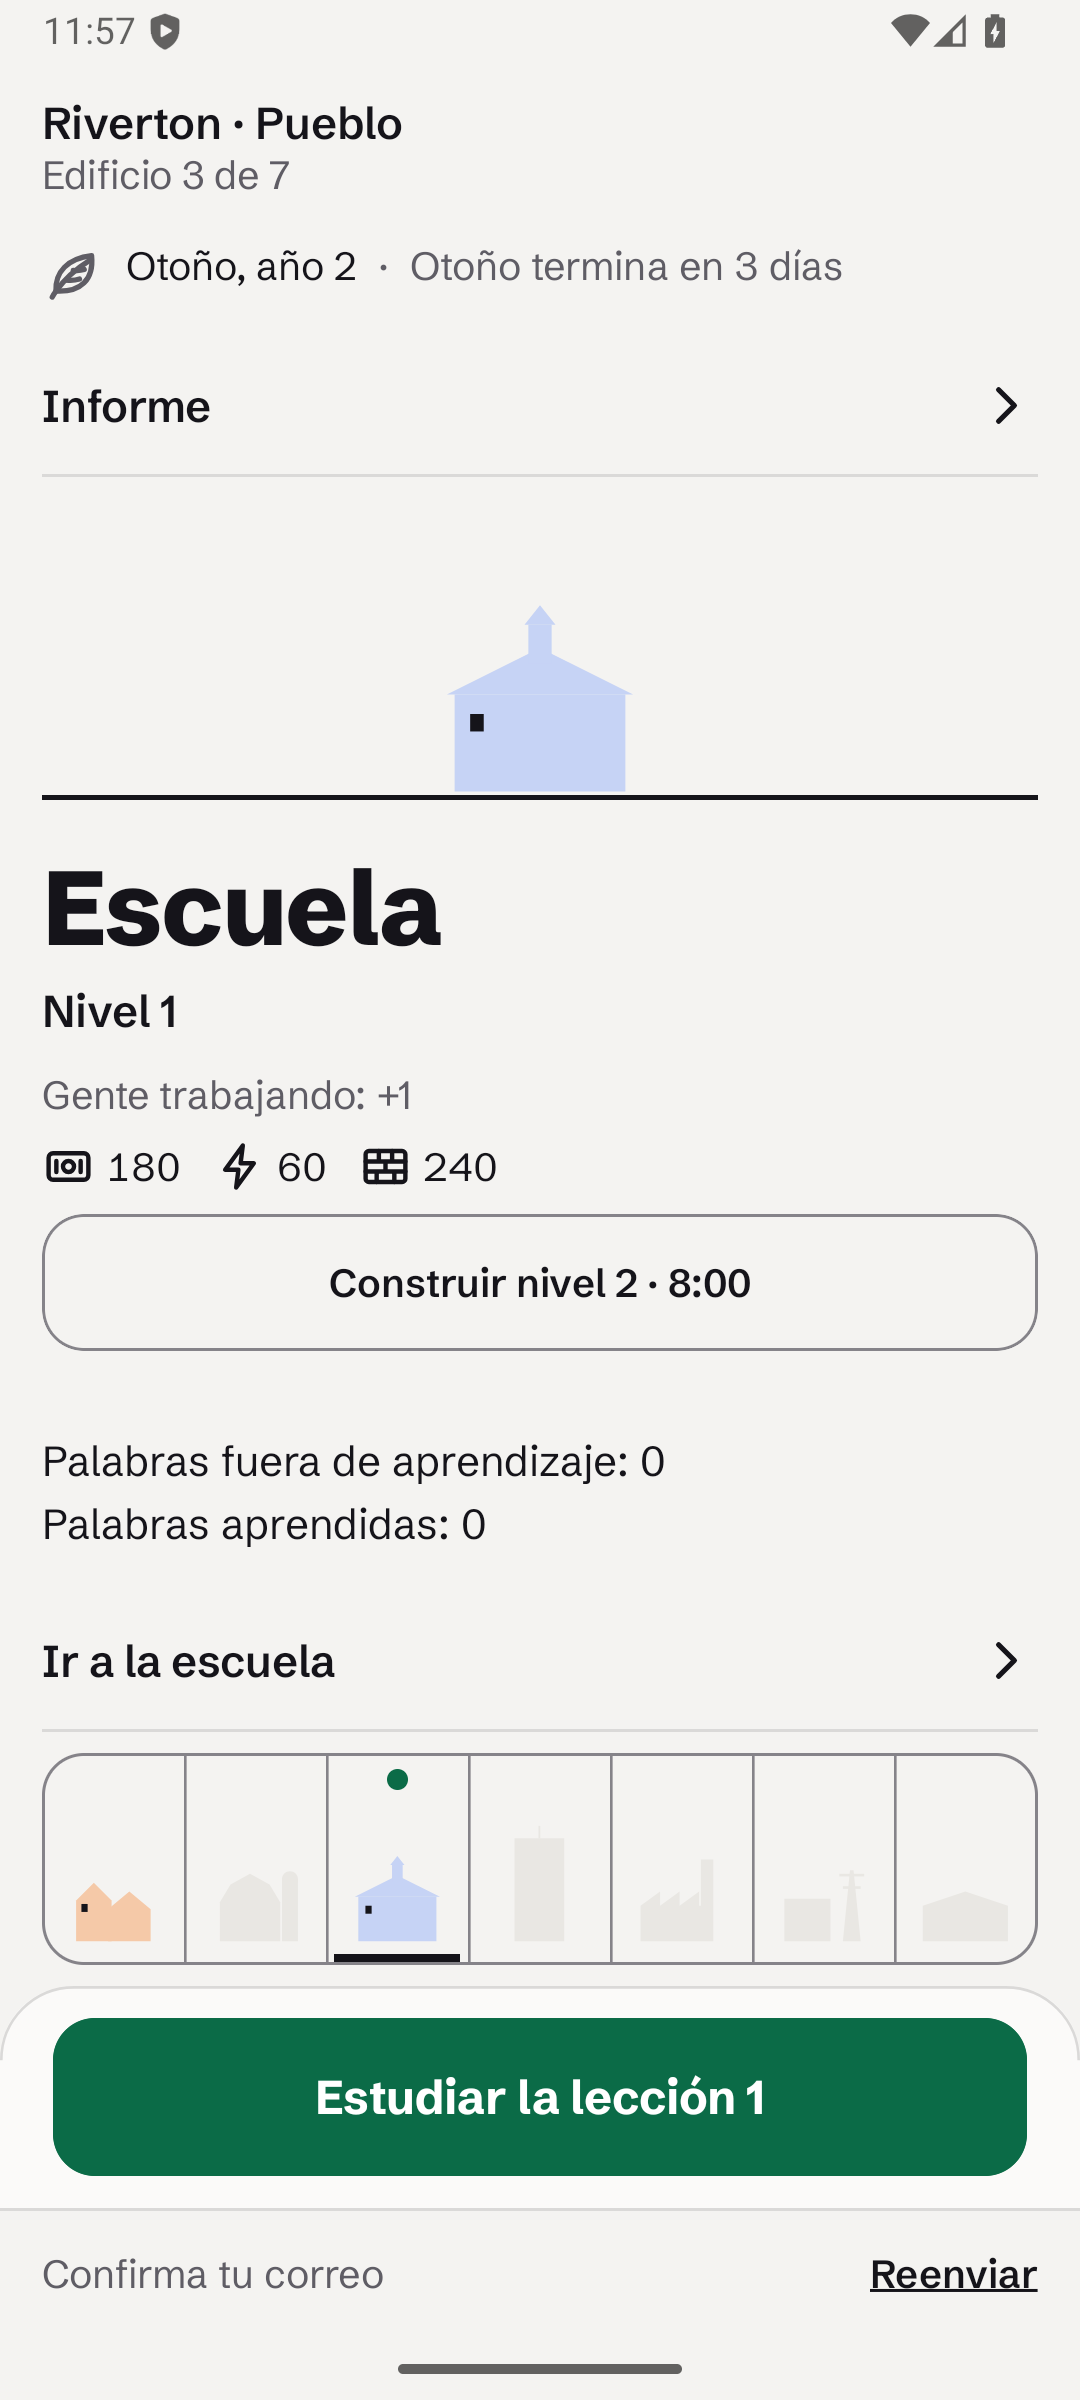 11:57
Riverton · Pueblo
Edificio 3 de 7
Otoño, año 2 · Otoño termina en 3 días
Informe
Escuela
Nivel 1
Gente trabajando: +1
180 60 240
Construir nivel 2 · 8:00
Palabras fuera de aprendizaje: 0
Palabras aprendidas: 0
Ir a la escuela
Estudiar la lección 1
Confirma tu correo Reenviar